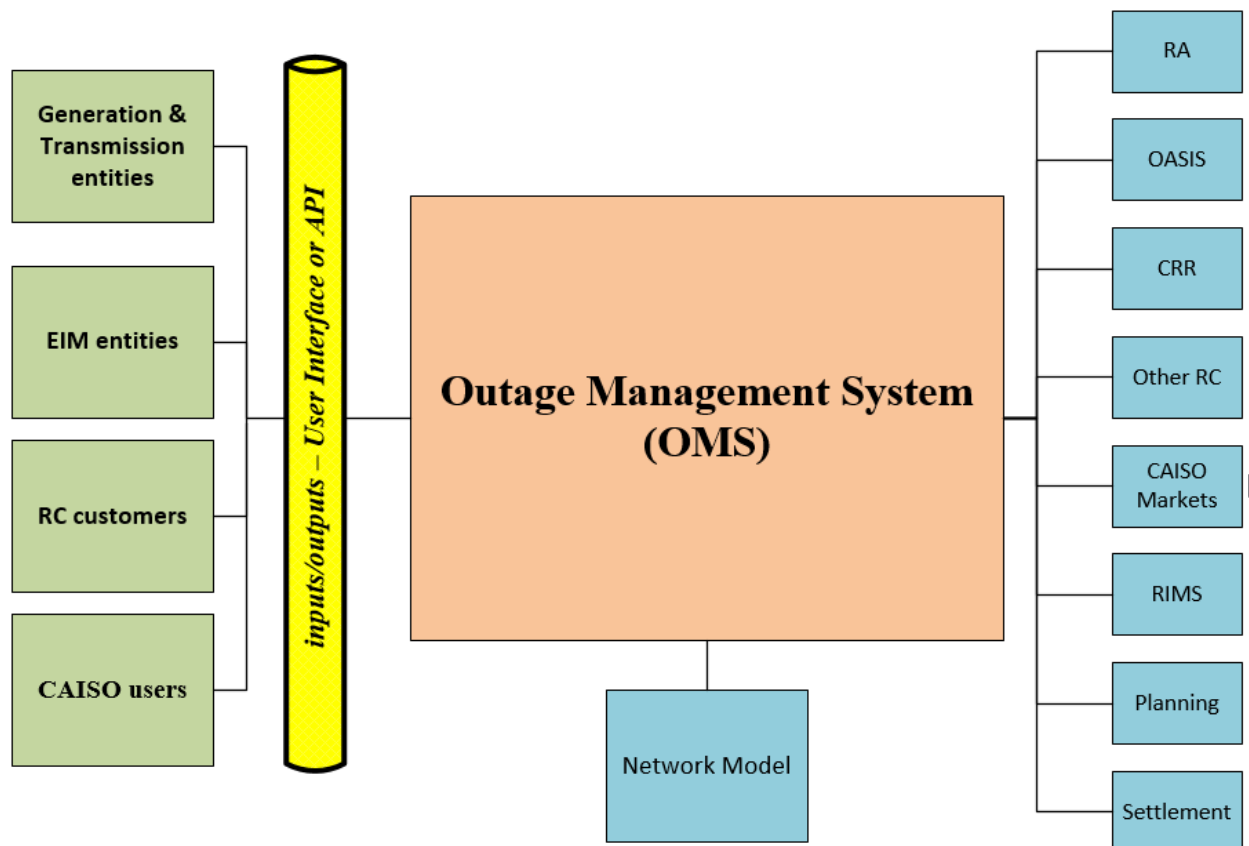 Generation &
Transmission
entities
EIM entities
RC customers
CAISO users
inputs/outputs – User Interface or API
Outage Management System
(OMS)
Network Model
RA
OASIS
CRR
Other RC
CAISO
Markets
RIMS
Planning
Settlement